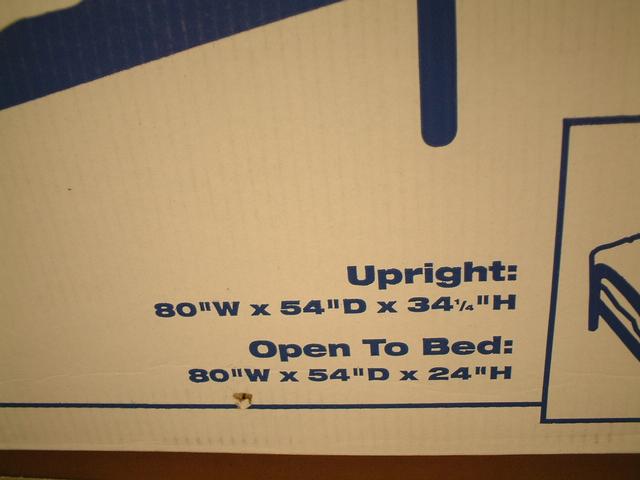 Upright:
80"W x 54"D x 34¼"H
Open To Bed:
80"W x 54"D x 24"H